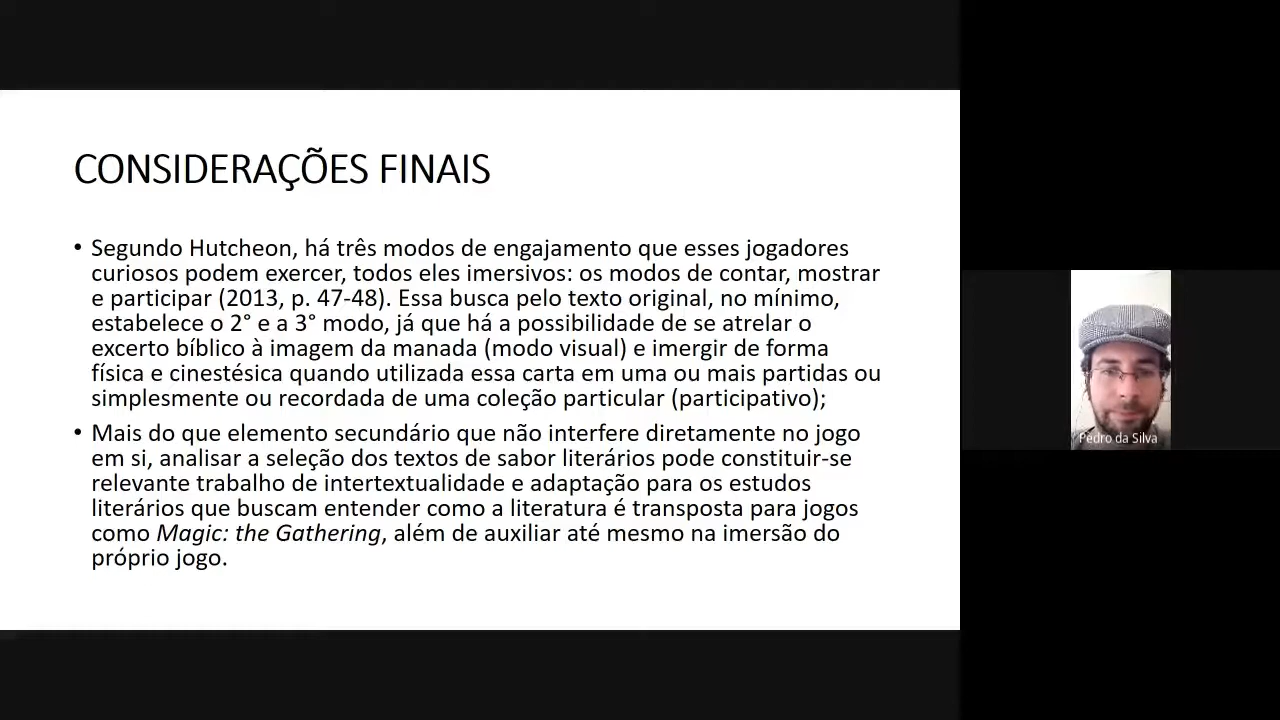 CONSIDERAÇÕES FINAIS
• Segundo Hutcheon, há três modos de engajamento que esses jogadores
curiosos podem exercer, todos eles imersivos: os modos de contar, mostrar
e participar (2013, p. 47-48). Essa busca pelo texto original, no mínimo,
estabelece o 2° e a 3° modo, já que há a possibilidade de se atrelar o
excerto bíblico à imagem da manada (modo visual) e imergir de forma
física e cinestésica quando utilizada essa carta em uma ou mais partidas ou
simplesmente ou recordada de uma coleção particular (participativo);
• Mais do que elemento secundário que não interfere diretamente no jogo
em si, analisar a seleção dos textos de sabor literários pode constituir-se
relevante trabalho de intertextualidade e adaptação para os estudos
literários que buscam entender como a literatura é transposta para jogos
como Magic: the Gathering, além de auxiliar até mesmo na imersão do
próprio jogo.
Pedro da Silva